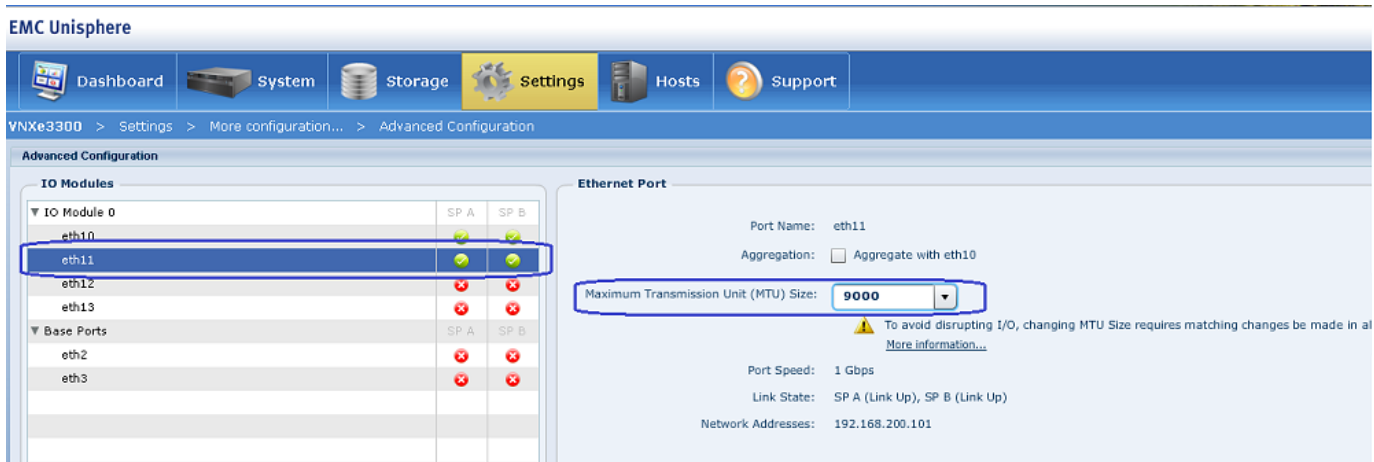 EMC Unisphere
Dashboard System Storage Settings Hosts Support
VNXe3300 > Settings > More configuration... > Advanced Configuration
Advanced Configuration
IO Modules
IO Module 0 SP A SP B
eth10
eth11
eth12
eth13
Base Ports SP A SP B
eth2
eth3
Ethernet Port
Port Name: eth11
Aggregation: Aggregate with eth10
Maximum Transmission Unit (MTU) Size: 9000
To avoid disrupting I/O, changing MTU Size requires matching changes be made in al
More information...
Port Speed: 1 Gbps
Link State: SP A (Link Up), SP B (Link Up)
Network Addresses: 192.168.200.101